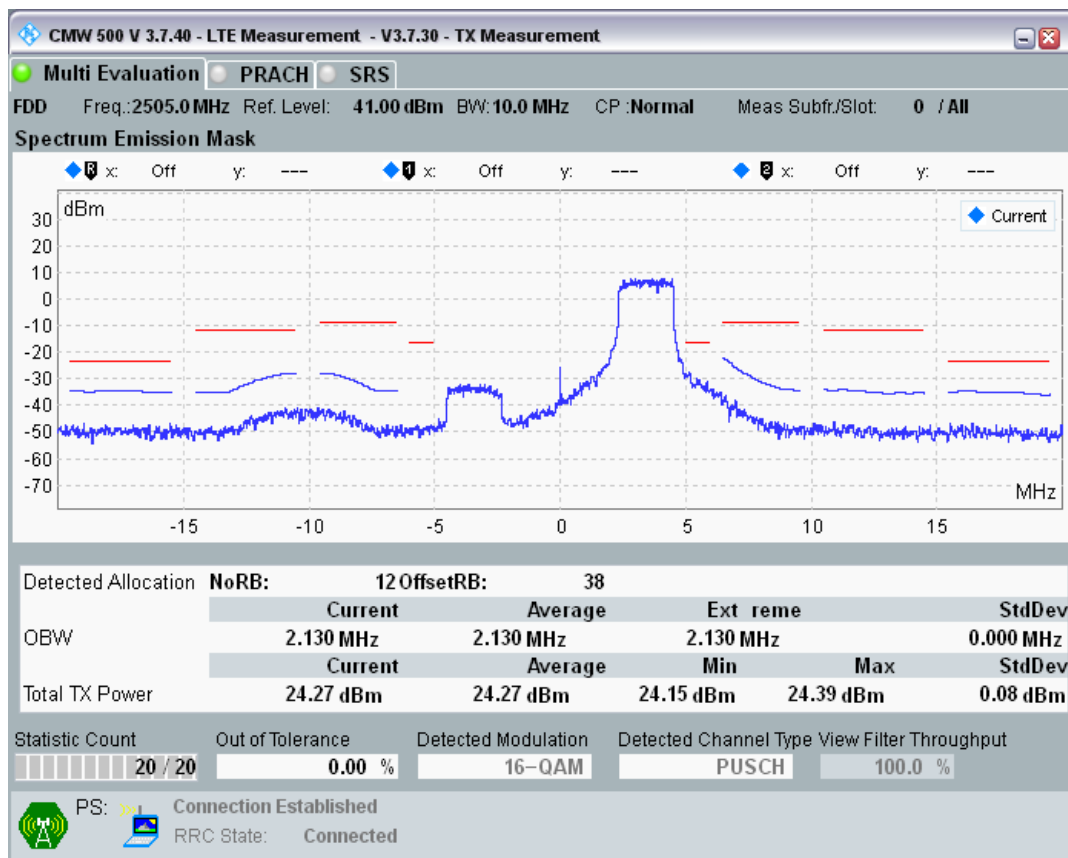 CMW 500 V 3.7.40 - LTE Measurement - V3.7.30 - TX Measurement
Multi Evaluation PRACH SRS
FDD Freq.:2505.0 MHz Ref. Level: 41.00 dBm BW:10.0 MHz CP :Normal Meas Subfr./Slot: 0 / All
Spectrum Emission Mask
R x: Off y: --- 1 x: Off y: --- 2 x: Off y: ---
dBm
Current
30
20
10
0
-10
-20
-30
-40
-50
-60
-70
MHz
-15 -10 -5 0 5 10 15
Detected Allocation NoRB: 12 OffsetRB: 38
Current Average Ext reme StdDev
OBW 2.130 MHz 2.130 MHz 2.130 MHz 0.000 MHz
Current Average Min Max StdDev
Total TX Power 24.27 dBm 24.27 dBm 24.15 dBm 24.39 dBm 0.08 dBm
Statistic Count Out of Tolerance Detected Modulation Detected Channel Type View Filter Throughput
20 / 20 0.00 % 16-QAM PUSCH 100.0 %
PS: Connection Established
RRC State: Connected